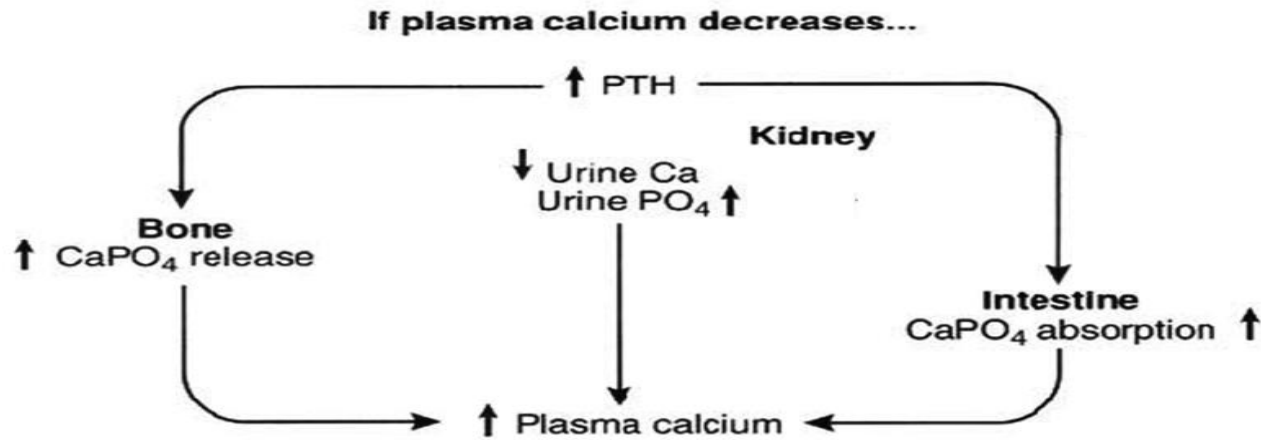 If plasma calcium decreases...
↑ PTH
Kidney
↓ Urine Ca
Urine PO₄ ↑
Bone
↑ CaPO₄ release
Intestine
CaPO₄ absorption ↑
↑ Plasma calcium